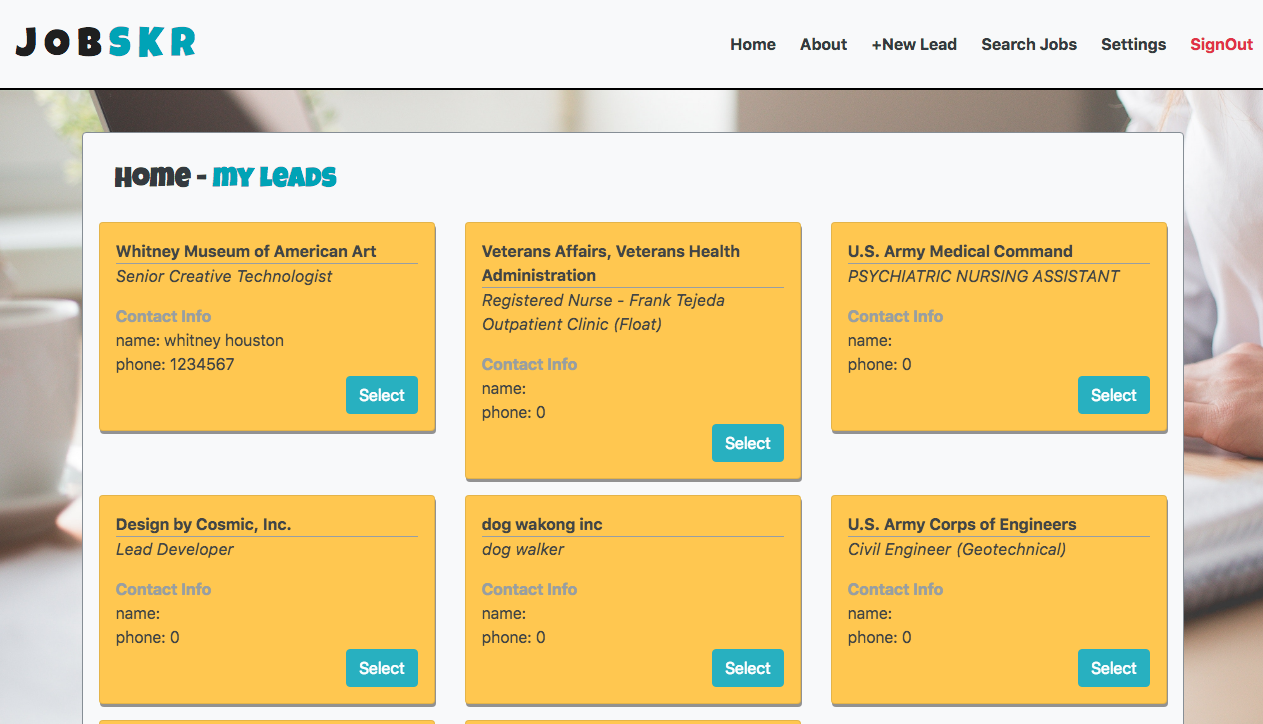 JOBSKR
Home About +New Lead Search Jobs Settings SignOut
Home - my Leads
Whitney Museum of American Art
Senior Creative Technologist
Contact Info
name: whitney houston
phone: 1234567
Select
Veterans Affairs, Veterans Health
Administration
Registered Nurse - Frank Tejeda
Outpatient Clinic (Float)
Contact Info
name:
phone: 0
Select
U.S. Army Medical Command
PSYCHIATRIC NURSING ASSISTANT
Contact Info
name:
phone: 0
Select
Design by Cosmic, Inc.
Lead Developer
Contact Info
name:
phone: 0
Select
dog wakong inc
dog walker
Contact Info
name:
phone: 0
Select
U.S. Army Corps of Engineers
Civil Engineer (Geotechnical)
Contact Info
name:
phone: 0
Select